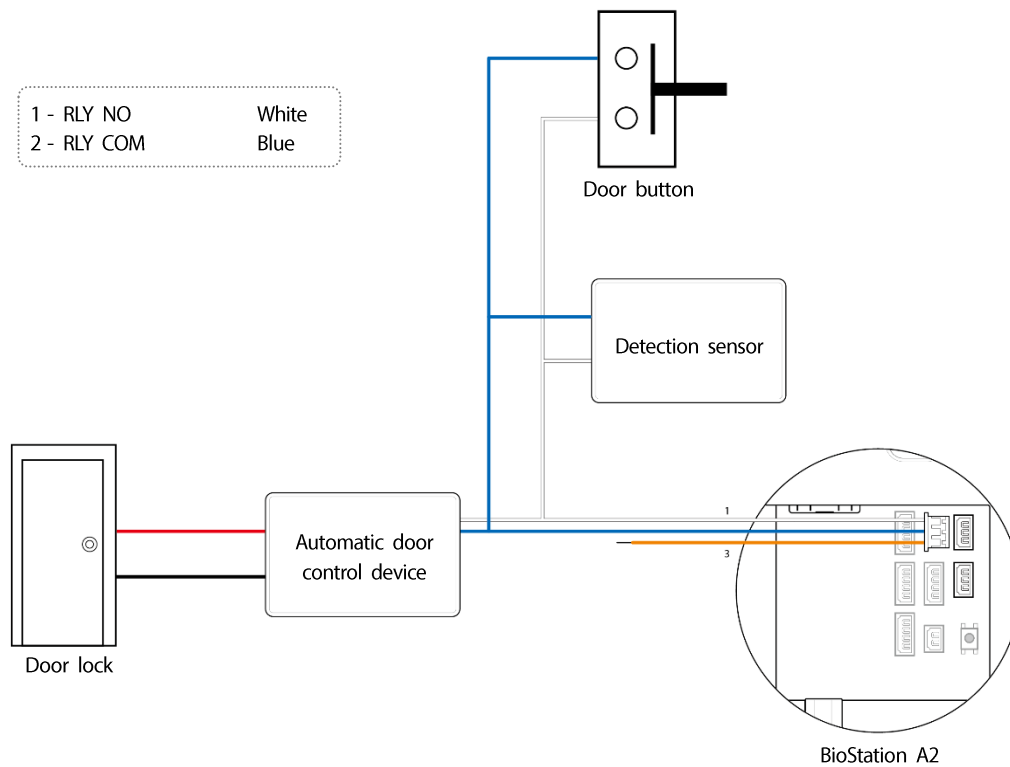 1 - RLY NO White
2 - RLY COM Blue
Door button
Detection sensor
1
3
Automatic door
control device
Door lock
BioStation A2